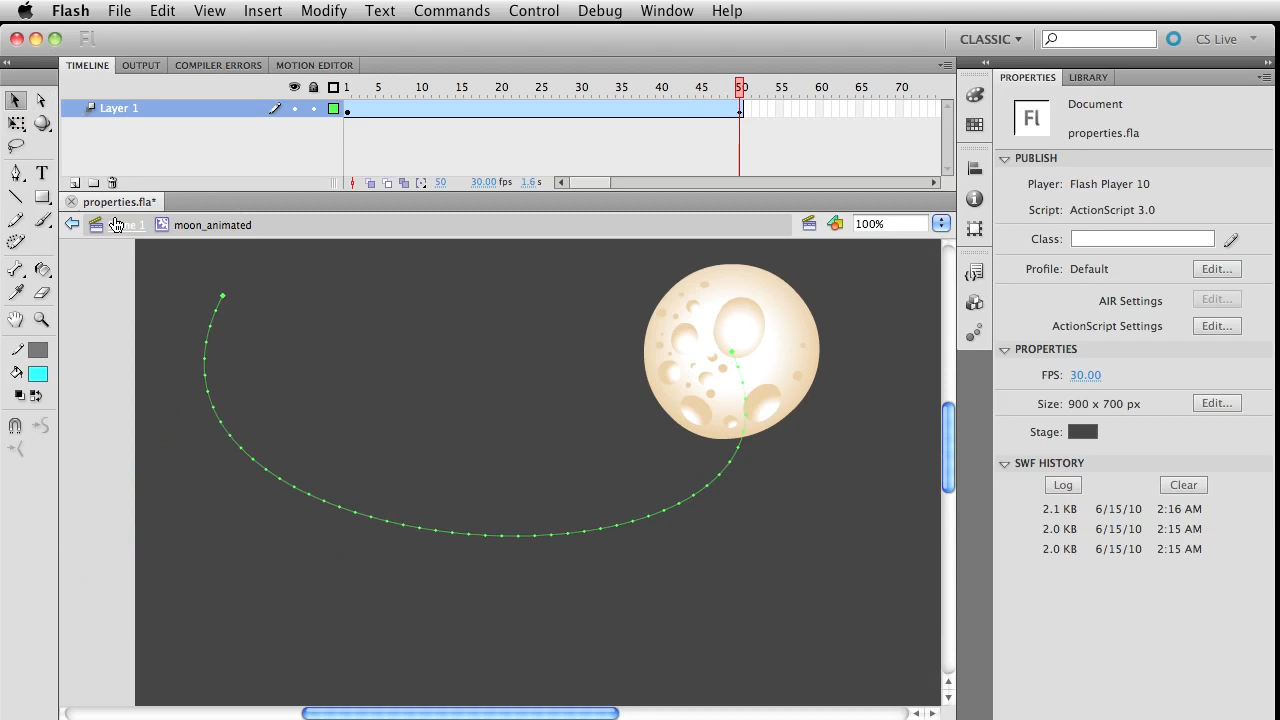 Flash File Edit View Insert Modify Text Commands Control Debug Window Help
Fl CLASSIC CS Live
TIMELINE OUTPUT COMPILER ERRORS MOTION EDITOR
PROPERTIES LIBRARY
1 5 10 15 20 25 30 35 40 45 50 55 60 65 70
Layer 1
Fl
Document
properties.fla
PUBLISH
Player: Flash Player 10
50 30.00 fps 1.6 s
properties.fla*
Script: ActionScript 3.0
1 moon_animated 100%
Class:
Profile: Default Edit...
AIR Settings Edit...
ActionScript Settings Edit...
PROPERTIES
FPS: 30.00
Size: 900 x 700 px Edit...
Stage:
SWF HISTORY
Log Clear
2.1 KB 6/15/10 2:16 AM
2.0 KB 6/15/10 2:15 AM
2.0 KB 6/15/10 2:15 AM